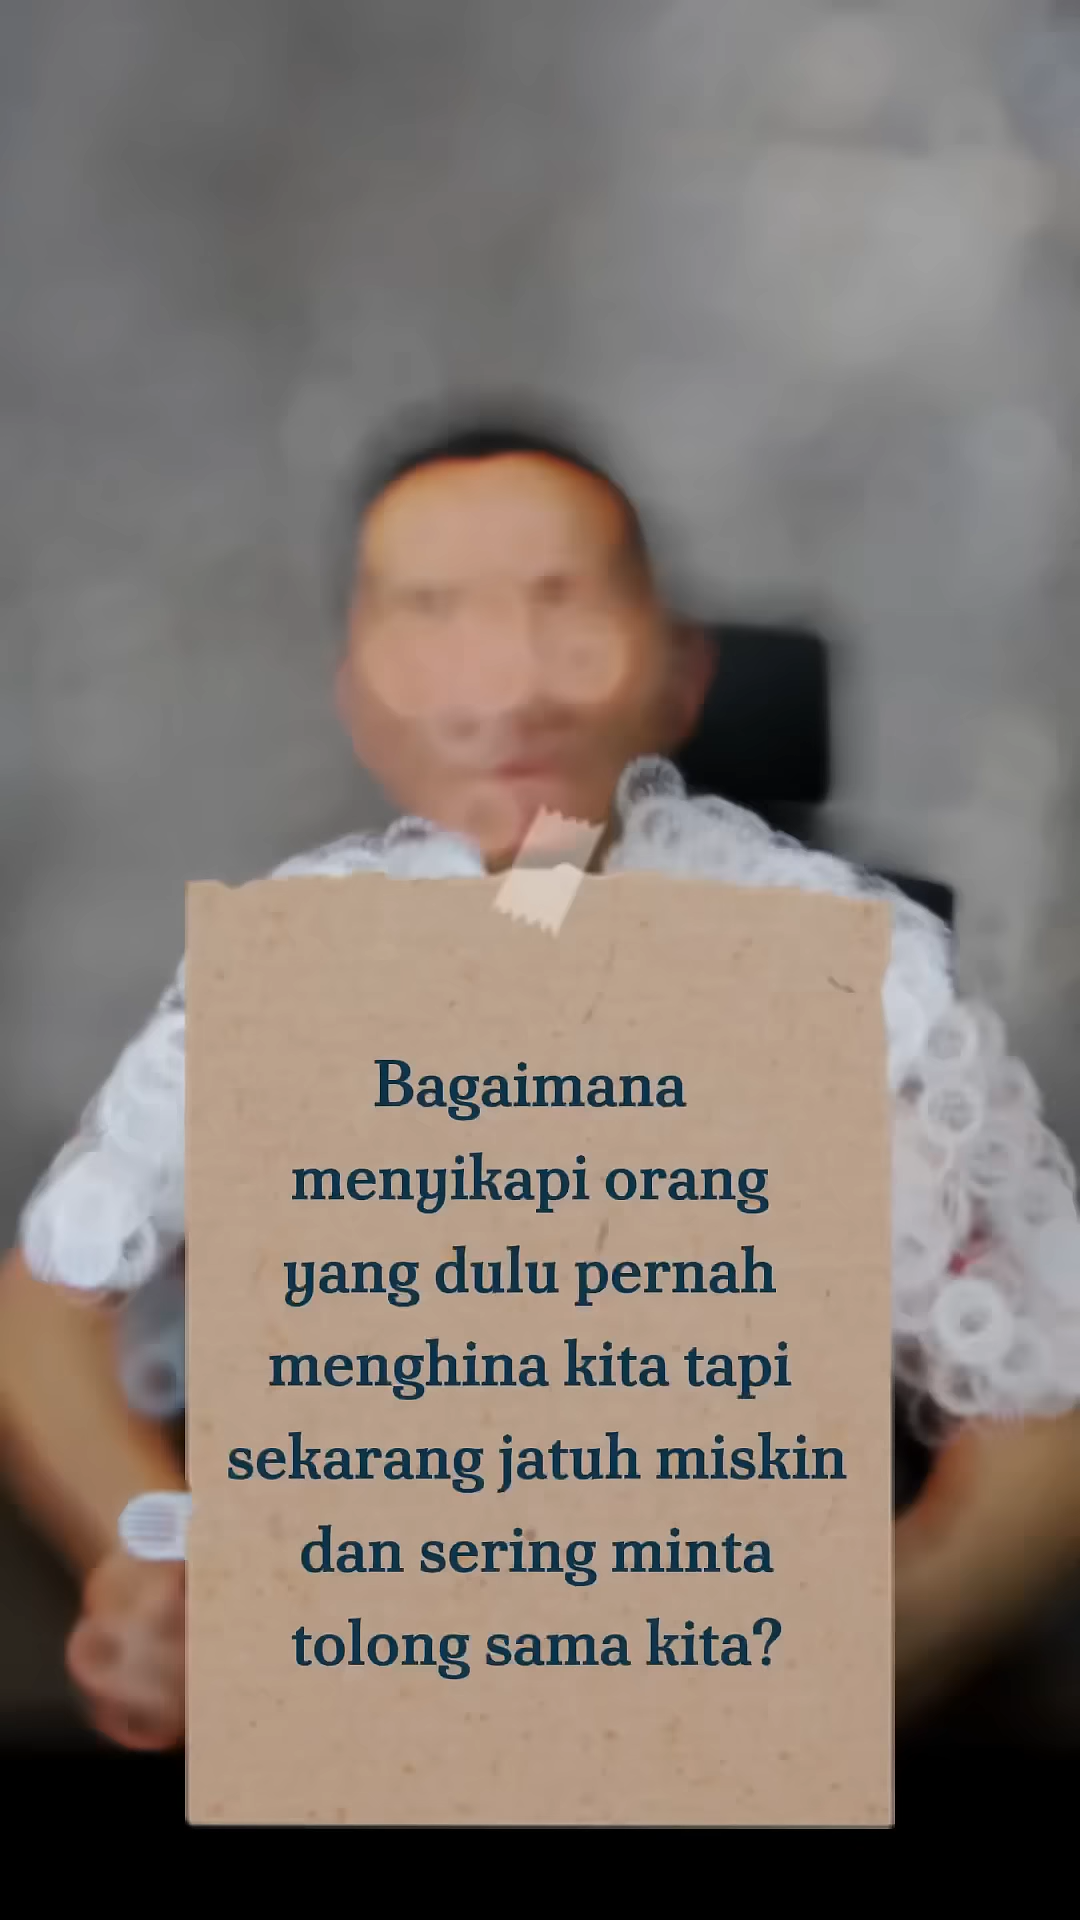 Bagaimana
menyikapi orang
yang dulu pernah
menghina kita tapi
sekarang jatuh miskin
dan sering minta
tolong sama kita?